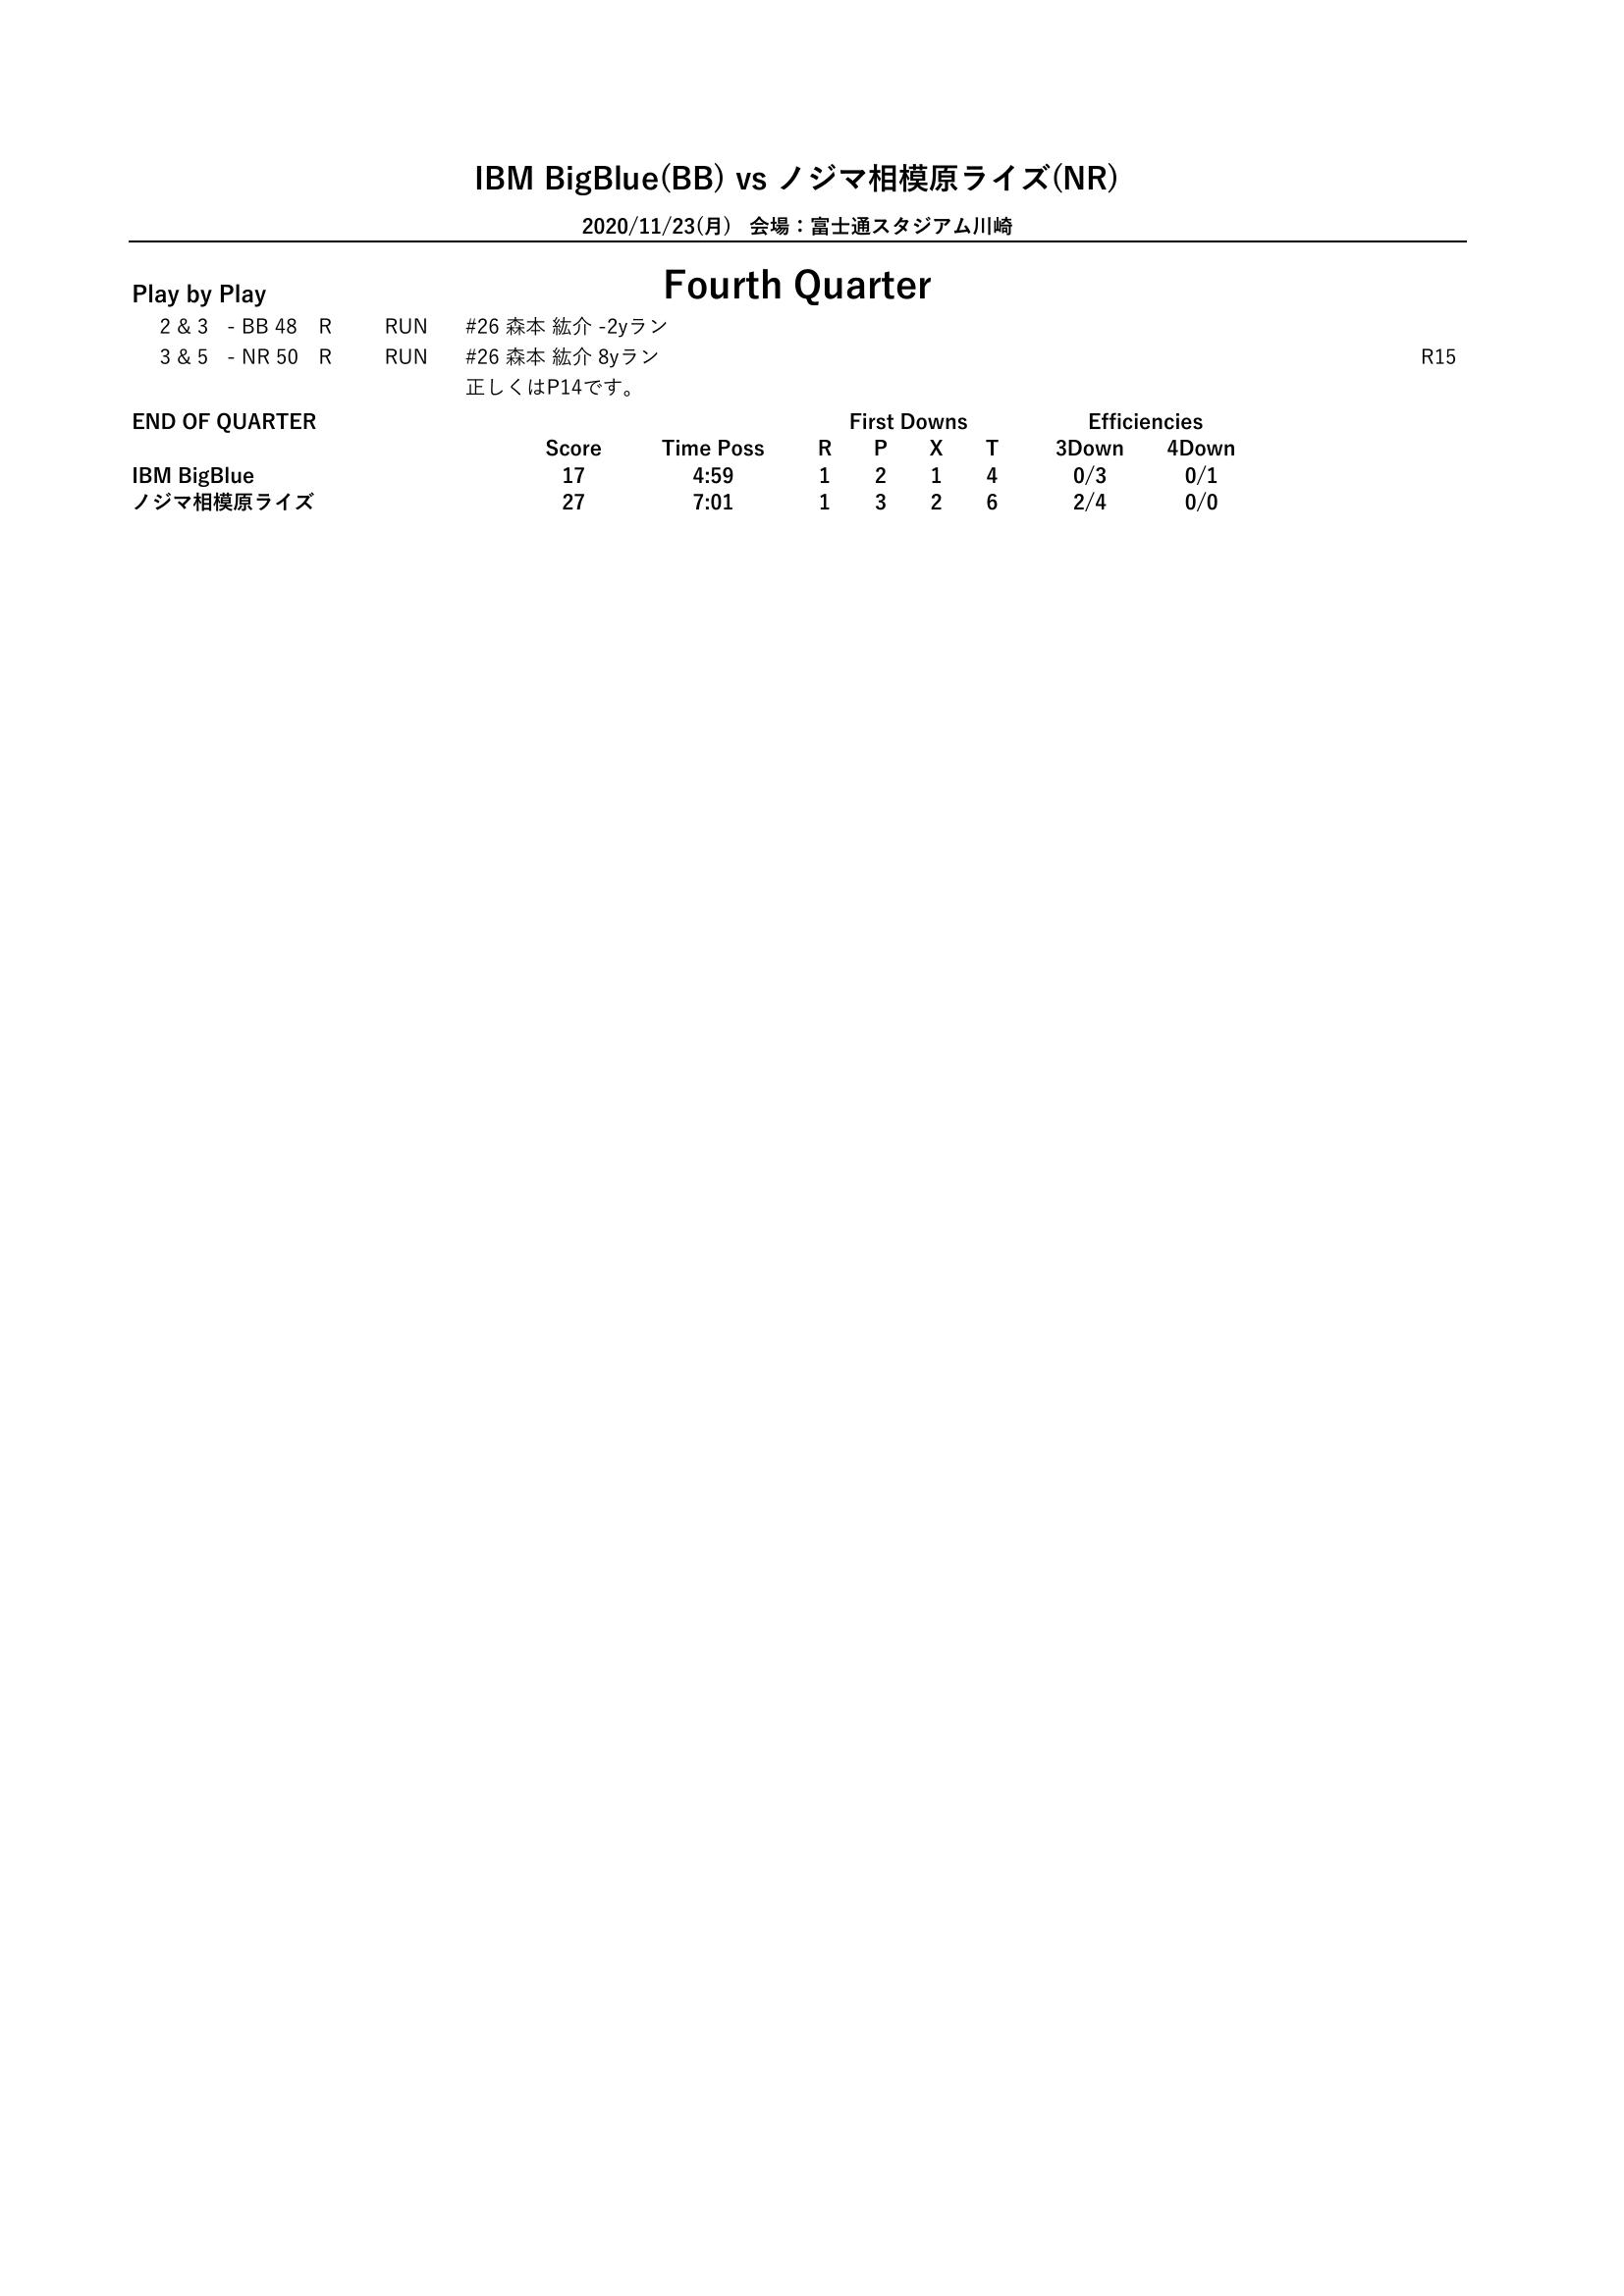 IBM BigBlue(BB) vs ノジマ相模原ライズ(NR)
2020/11/23(月) 会場：富士通スタジアム川崎
Fourth Quarter
Play by Play
2 & 3 - BB 48 R RUN #26 森本 紘介 -2yラン
3 & 5 - NR 50 R RUN #26 森本 紘介 8yラン R15
正しくはP14です。
END OF QUARTER First Downs Efficiencies
Score Time Poss R P X T 3Down 4Down
IBM BigBlue 17 4:59 1 2 1 4 0/3 0/1
ノジマ相模原ライズ 27 7:01 1 3 2 6 2/4 0/0